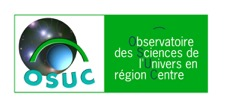 OSUC
Observatoire
des Sciences de
l'Univers en
région Centre